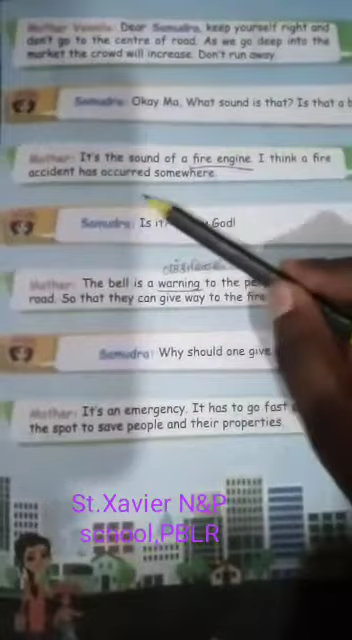 Mother Vanila: Dear Samudra, keep yourself right and
don't go to the centre of road. As we go deep into the
market the crowd will increase. Don't run away.
Samudra: Okay Ma, What sound is that? Is that a b
Mother: It's the sound of a fire engine. I think a fire
accident has occurred somewhere.
Samudra: Is it? God!
Mother: The bell is a warning to the
road. So that they can give way to the fire
Samudra: Why should one give
Mother: It's an emergency. It has to go fast
the spot to save people and their properties.
St.Xavier N&P
school,PBLR